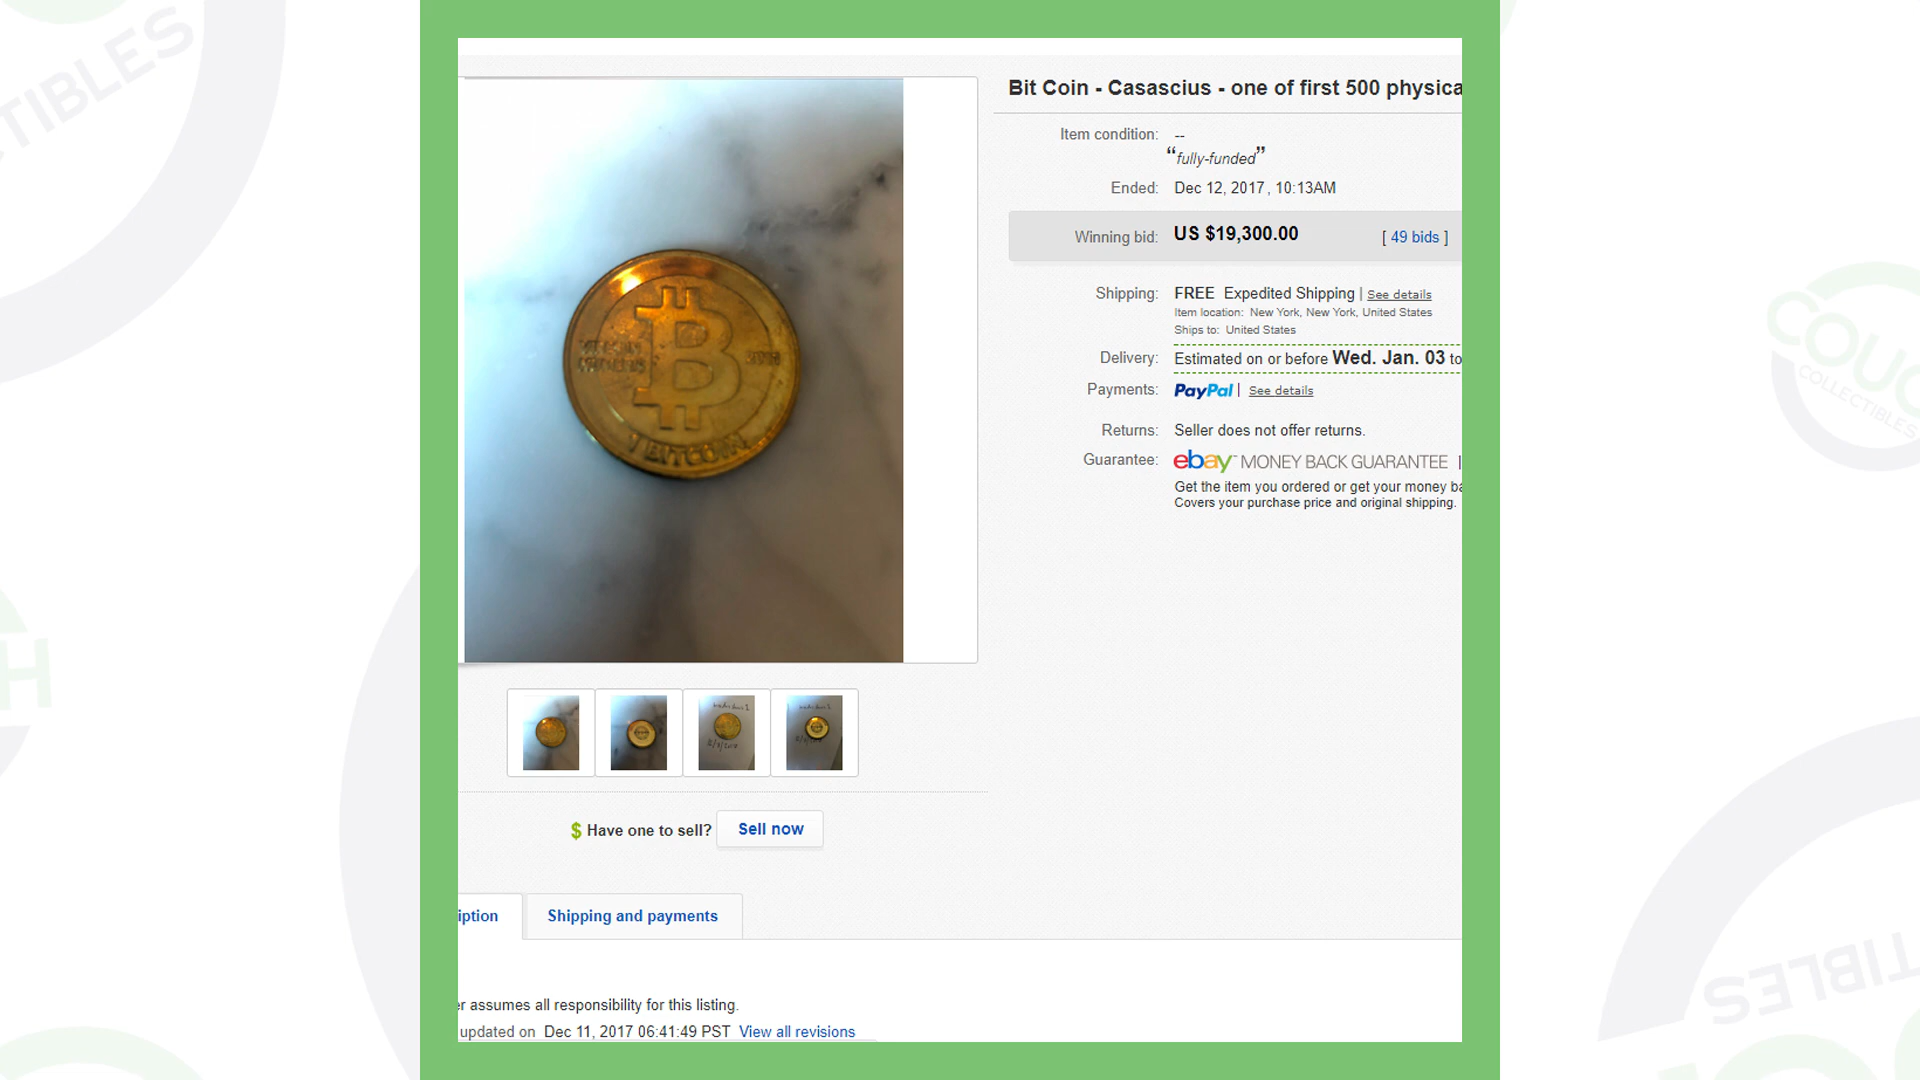 TIBLES
Bit Coin - Casascius - one of first 500 physica
Item condition: --
“fully-funded”
Ended: Dec 12, 2017 , 10:13AM
Winning bid: US $19,300.00 [ 49 bids ]
Shipping: FREE Expedited Shipping | See details
Item location: New York, New York, United States
Ships to: United States
Delivery: Estimated on or before Wed. Jan. 03 to
Payments: PayPal | See details
Returns: Seller does not offer returns.
Guarantee: ebay™ MONEY BACK GUARANTEE |
Get the item you ordered or get your money ba
Covers your purchase price and original shipping.
B
1 BITCOIN
$ Have one to sell? Sell now
iption
Shipping and payments
er assumes all responsibility for this listing.
updated on Dec 11, 2017 06:41:49 PST View all revisions
H
COUC
COLLECTIBLES
TIBLES